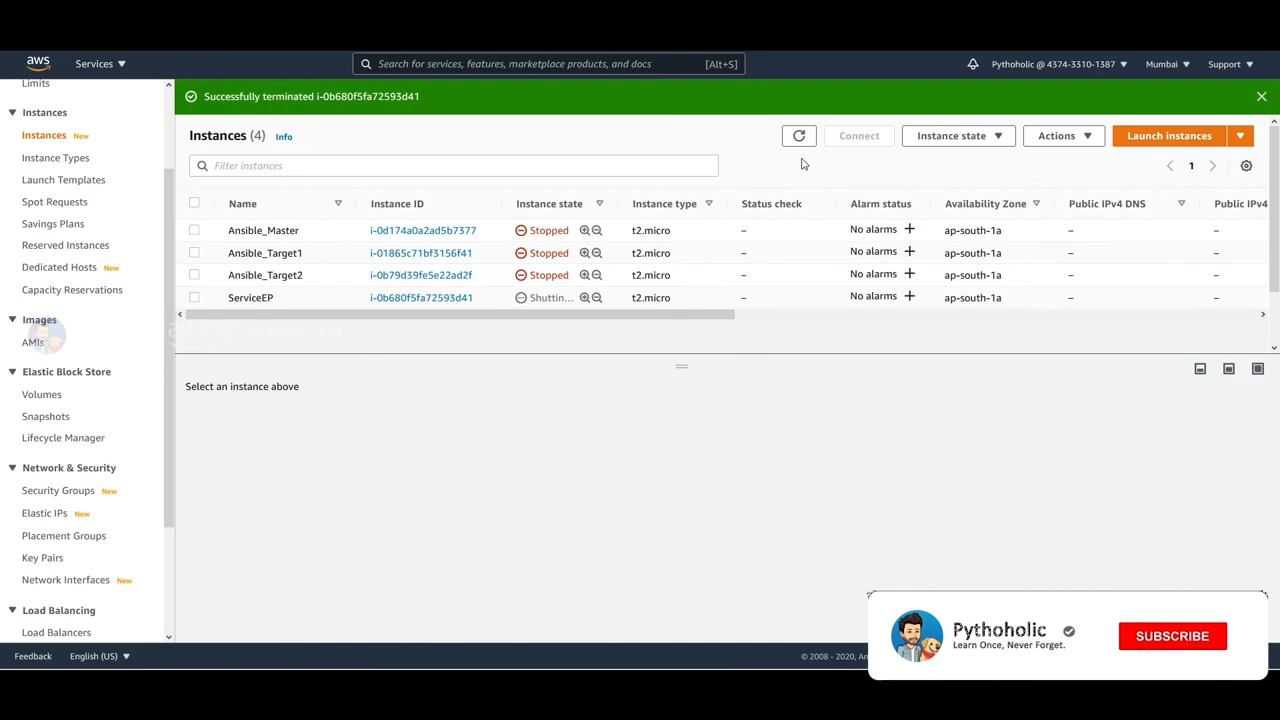 aws
Services
Search for services, features, marketplace products, and docs [Alt+S]
Pythoholic @ 4374-3310-1387
Mumbai
Support
Limits
Instances
Instances New
Instance Types
Launch Templates
Spot Requests
Savings Plans
Reserved Instances
Dedicated Hosts New
Capacity Reservations
Images
AMIs
Elastic Block Store
Volumes
Snapshots
Lifecycle Manager
Network & Security
Security Groups New
Elastic IPs New
Placement Groups
Key Pairs
Network Interfaces New
Load Balancing
Load Balancers
Successfully terminated i-0b680f5fa72593d41
Instances (4) Info
Connect
Instance state
Actions
Launch instances
Filter instances
1
Name Instance ID Instance state Instance type Status check Alarm status Availability Zone Public IPv4 DNS Public IPv4
Ansible_Master i-0d174a0a2ad5b7377 Stopped t2.micro – No alarms + ap-south-1a – –
Ansible_Target1 i-01865c71bf3156f41 Stopped t2.micro – No alarms + ap-south-1a – –
Ansible_Target2 i-0b79d39fe5e22ad2f Stopped t2.micro – No alarms + ap-south-1a – –
ServiceEP i-0b680f5fa72593d41 Shuttin... t2.micro – No alarms + ap-south-1a – –
Select an instance above
Pythoholic
Learn Once, Never Forget.
SUBSCRIBE
Feedback
English (US)
© 2008 - 2020,